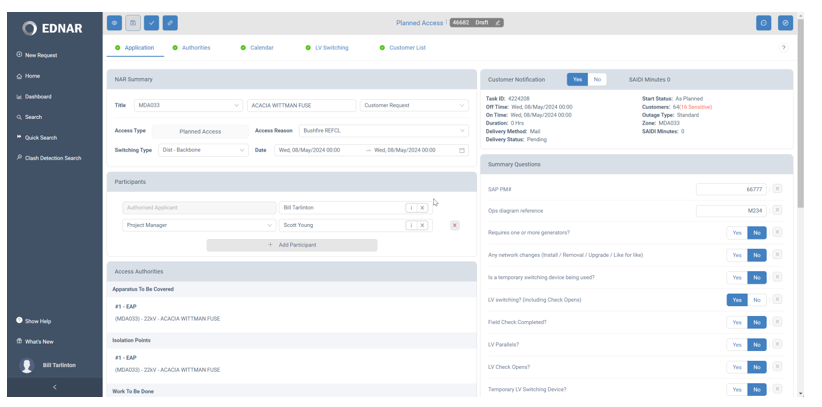 EDNAR
New Request
Home
Dashboard
Search
Quick Search
Clash Detection Search
Show Help
What's New
Bill Tarlinton
Planned Access 46682 Draft
Application Authorities Calendar LV Switching Customer List ?
NAR Summary
Title MDA033 ACACIA WITTMAN FUSE Customer Request
Access Type Planned Access Access Reason Bushfire REFCL
Switching Type Dist - Backbone Date Wed, 08/May/2024 00:00 → Wed, 08/May/2024 00:00
Participants
Authorised Applicant Bill Tarlinton
Project Manager Scott Young
+ Add Participant
Access Authorities
Apparatus To Be Covered
#1 - EAP
(MDA033) - 22kV - ACACIA WITTMAN FUSE
Isolation Points
#1 - EAP
(MDA033) - 22kV - ACACIA WITTMAN FUSE
Work To Be Done
Customer Notification Yes No SAIDI Minutes 0
Task ID: 4224208 Start Status: As Planned
Off Time: Wed, 08/May/2024 00:00 Customers: 64(16 Sensitive)
On Time: Wed, 08/May/2024 00:00 Outage Type: Standard
Duration: 0 Hrs Zone: MDA033
Delivery Method: Mail SAIDI Minutes: 0
Delivery Status: Pending
Summary Questions
SAP PM# 66777
Ops diagram reference M234
Requires one or more generators? Yes No
Any network changes (Install / Removal / Upgrade / Like for like) Yes No
Is a temporary switching device being used? Yes No
LV switching? (including Check Opens) Yes No
Field Check Completed? Yes No
LV Parallels? Yes No
LV Check Opens? Yes No
Temporary LV Switching Device? Yes No